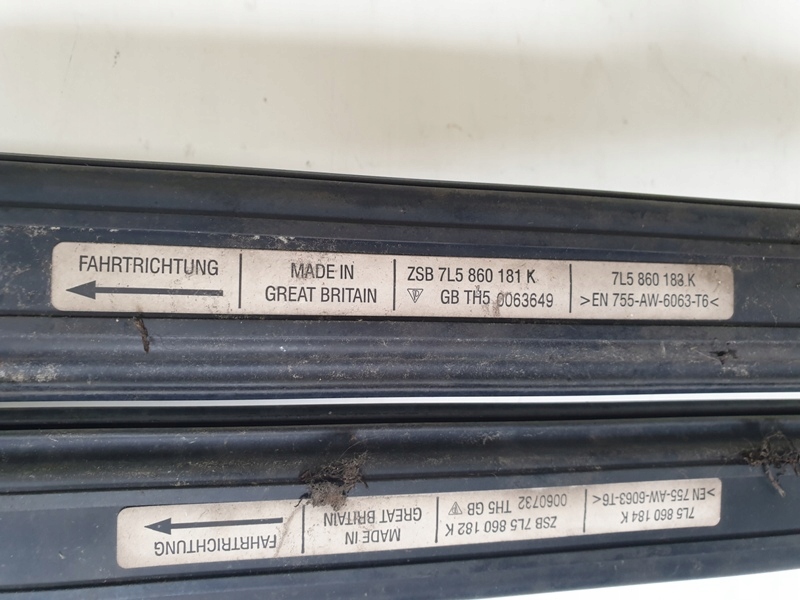 FAHRTRICHTUNG
MADE IN
GREAT BRITAIN
ZSB 7L5 860 181 K
GB TH5 0063649
7L5 860 183 K
>EN 755-AW-6063-T6<
7L5 860 184 K
>EN 755-AW-6063-T6<
ZSB 7L5 860 182 K
0060732 TH5 GB
MADE IN
GREAT BRITAIN
FAHRTRICHTUNG